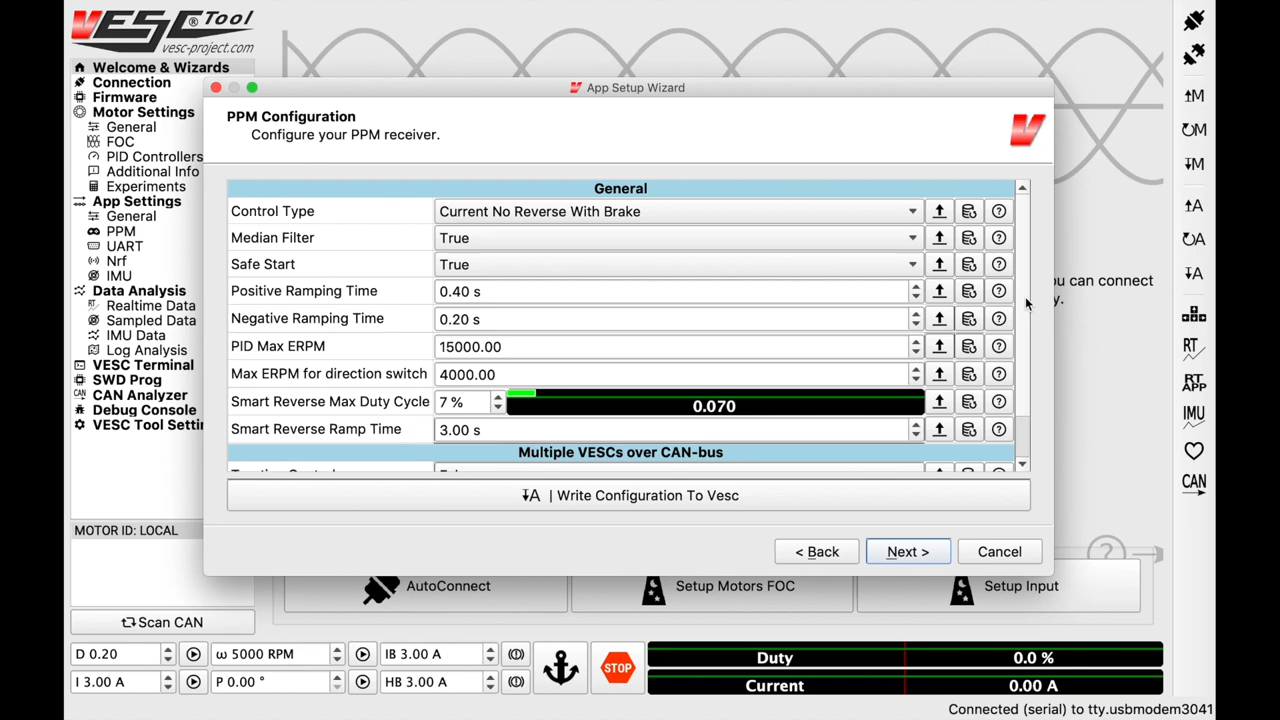 VESC® Tool
vesc-project.com
Welcome & Wizards
Connection
Firmware
Motor Settings
General
FOC
PID Controllers
Additional Info
Experiments
App Settings
General
PPM
UART
Nrf
IMU
Data Analysis
Realtime Data
Sampled Data
IMU Data
Log Analysis
VESC Terminal
SWD Prog
CAN Analyzer
Debug Console
VESC Tool Setti
MOTOR ID: LOCAL
Scan CAN
App Setup Wizard
PPM Configuration
Configure your PPM receiver.
General
Control Type Current No Reverse With Brake
Median Filter True
Safe Start True
Positive Ramping Time 0.40 s
Negative Ramping Time 0.20 s
PID Max ERPM 15000.00
Max ERPM for direction switch 4000.00
Smart Reverse Max Duty Cycle 7 % 0.070
Smart Reverse Ramp Time 3.00 s
Multiple VESCs over CAN-bus
A | Write Configuration To Vesc
< Back Next > Cancel
ou can connect
y.
AutoConnect Setup Motors FOC Setup Input
D 0.20 ω 5000 RPM IB 3.00 A
I 3.00 A P 0.00 ° HB 3.00 A
STOP
Duty 0.0 %
Current 0.00 A
Connected (serial) to tty.usbmodem3041
M
M
M
A
A
A
RT
RT
APP
IMU
CAN